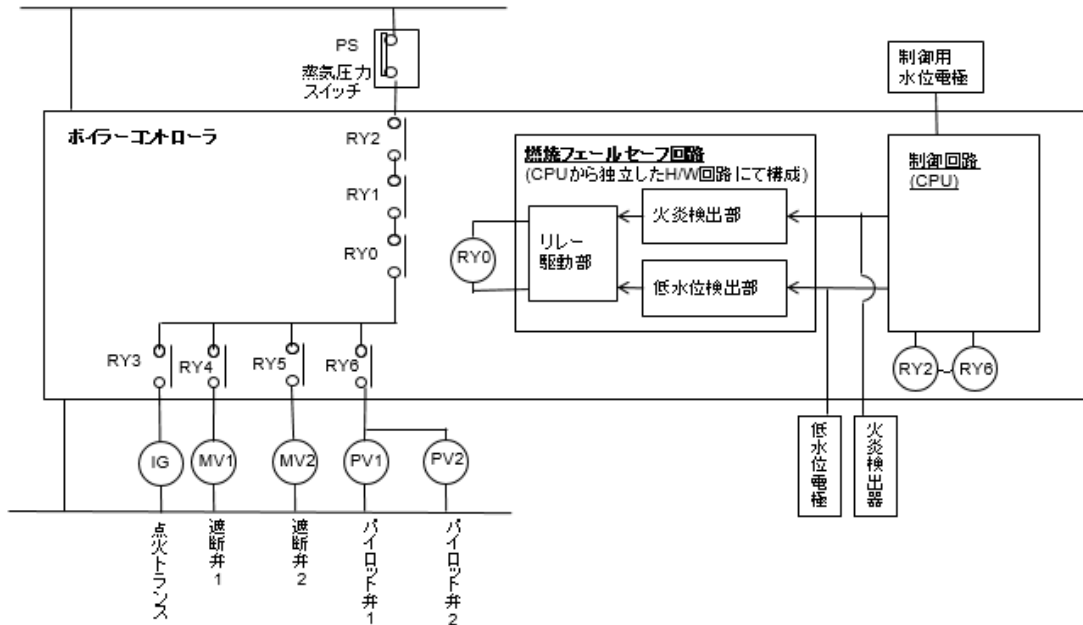 PS
蒸気圧力
スイッチ
制御用
水位電極
ボイラーコントローラ
RY2
RY1
RY0
燃焼フェールセーフ回路
(CPUから独立したH/W回路にて構成)
火炎検出部
リレー
駆動部
低水位検出部
RY0
制御回路
(CPU)
RY2
RY6
RY3
RY4
RY5
RY6
IG
MV1
MV2
PV1
PV2
低水位電極
火炎検出器
点火トランス
遮断弁1
遮断弁2
パイロット弁1
パイロット弁2